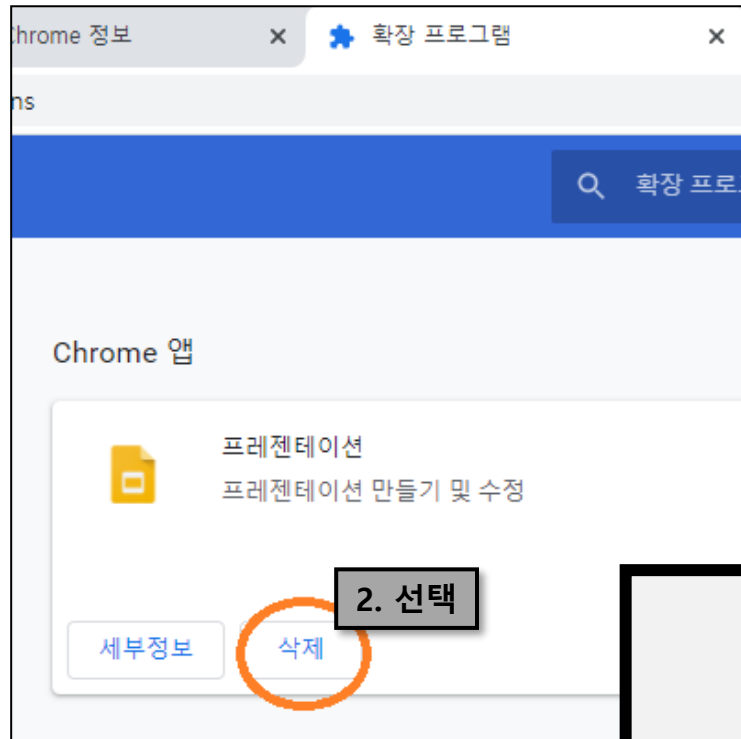 Chrome 정보
확장 프로그램
ns
확장 프로
Chrome 앱
프레젠테이션
프레젠테이션 만들기 및 수정
2. 선택
세부정보
삭제